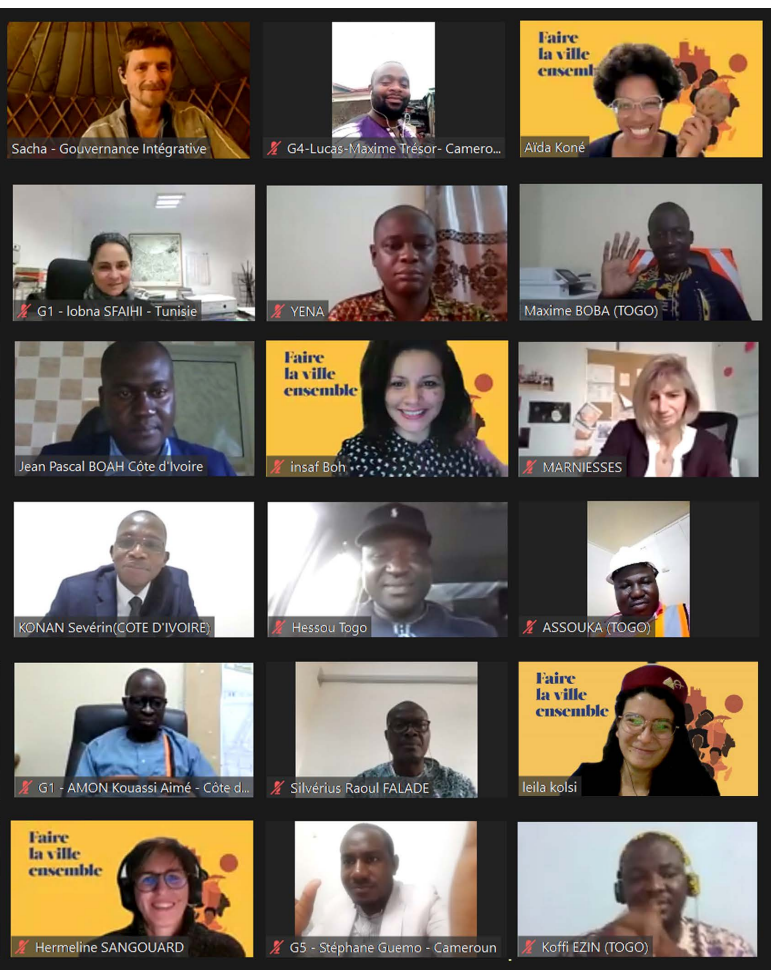 Sacha - Gouvernance Intégrative
G4-Lucas-Maxime Trésor- Camero...
Faire
la ville
ensemb
Aïda Koné
G1 - lobna SFAIHI - Tunisie
YENA
Maxime BOBA (TOGO)
Jean Pascal BOAH Côte d'Ivoire
Faire
la ville
ensemble
insaf Boh
MARNIESSES
KONAN Sevérin(COTE D'IVOIRE)
Hessou Togo
ASSOUKA (TOGO)
G1 - AMON Kouassi Aimé - Côte d...
Silvérius Raoul FALADE
Faire
la ville
ensemble
leila kolsi
Faire
la ville
ensemble
Hermeline SANGOUARD
G5 - Stéphane Guemo - Cameroun
Koffi EZIN (TOGO)